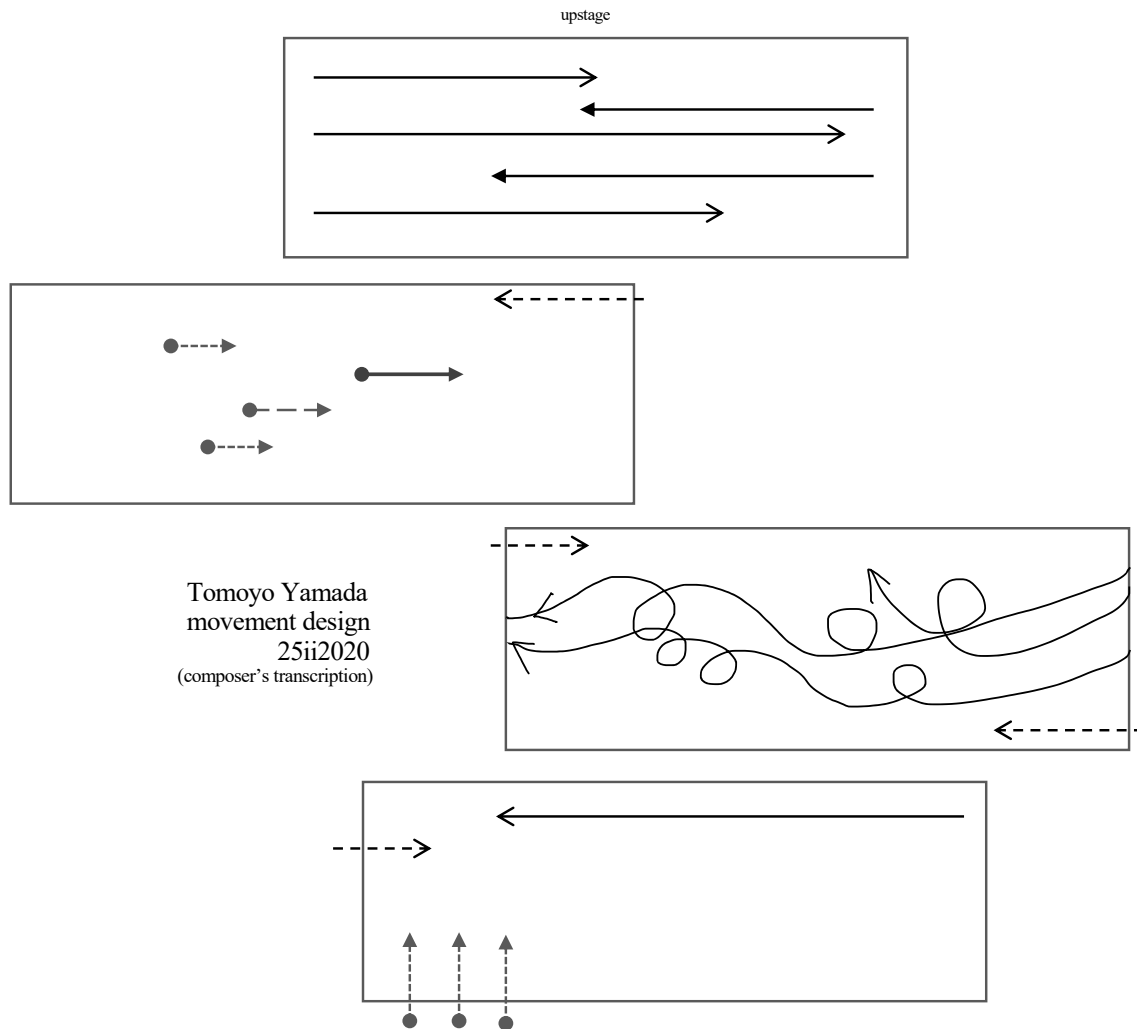 upstage
Tomoyo Yamada
movement design
25ii2020
(composer’s transcription)